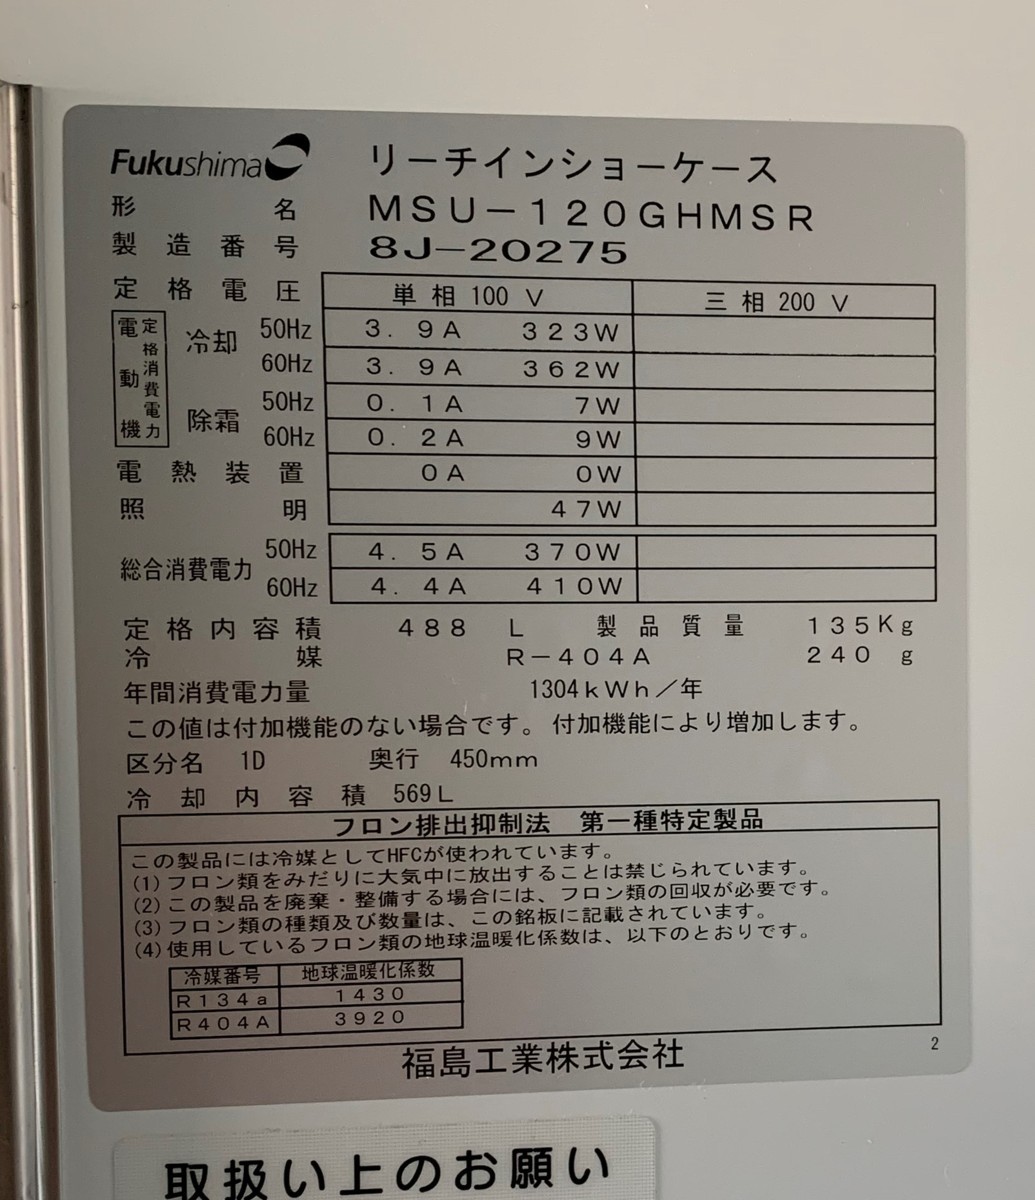 Fukushima リーチインショーケース
形名 MSU-120GHMSR
製造番号 8J-20275
定格電圧 単相100V 三相200V
電動機 定格消費電力
冷却 50Hz 3.9A 323W
60Hz 3.9A 362W
除霜 50Hz 0.1A 7W
60Hz 0.2A 9W
電熱装置 0A 0W
照明 47W
総合消費電力 50Hz 4.5A 370W
60Hz 4.4A 410W
定格内容積 488 L 製品質量 135Kg
冷媒 R-404A 240 g
年間消費電力量 1304kWh/年
この値は付加機能のない場合です。付加機能により増加します。
区分名 1D 奥行 450mm
冷却内容積 569L
フロン排出抑制法 第一種特定製品
この製品には冷媒としてHFCが使われています。
(1)フロン類をみだりに大気中に放出することは禁じられています。
(2)この製品を廃棄・整備する場合には、フロン類の回収が必要です。
(3)フロン類の種類及び数量は、この銘板に記載されています。
(4)使用しているフロン類の地球温暖化係数は、以下のとおりです。
冷媒番号 地球温暖化係数
R134a 1430
R404A 3920
福島工業株式会社 2
取扱い上のお願い